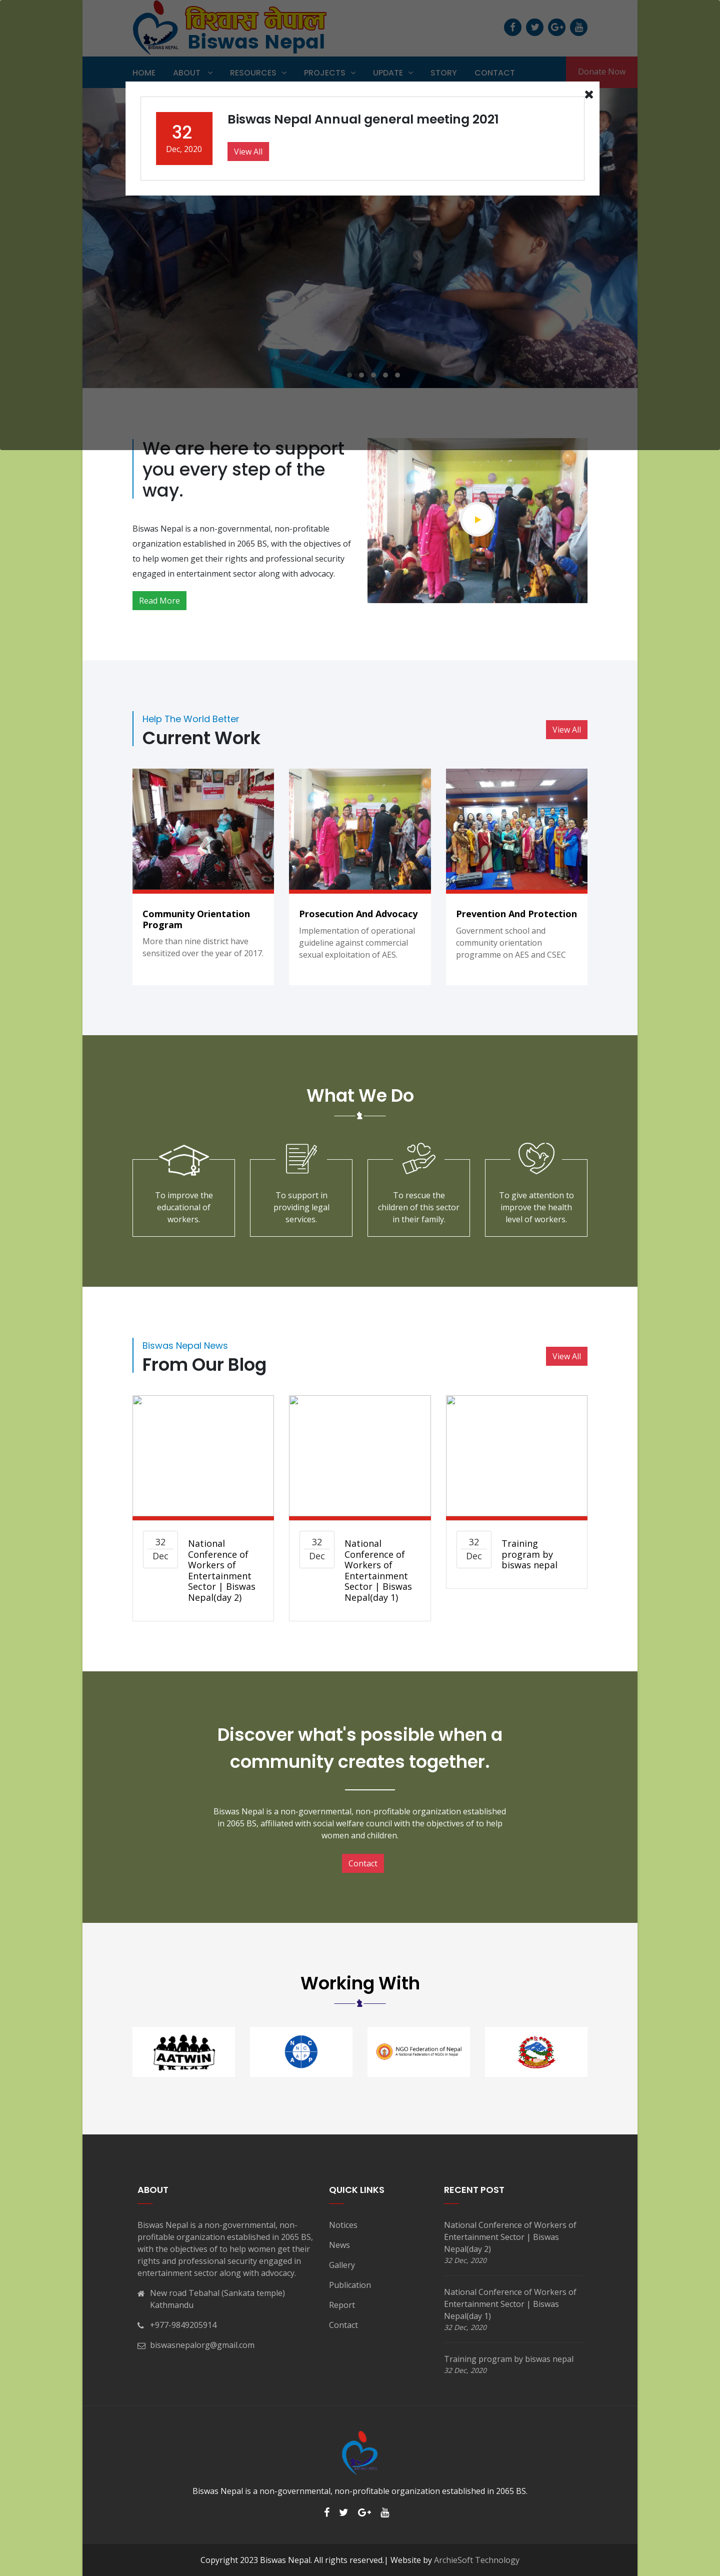 विश्वास नेपाल
Biswas Nepal
HOME ABOUT RESOURCES PROJECTS UPDATE STORY CONTACT Donate Now
32
Dec, 2020
Biswas Nepal Annual general meeting 2021
View All
We are here to support
you every step of the
way.
Biswas Nepal is a non-governmental, non-profitable
organization established in 2065 BS, with the objectives of
to help women get their rights and professional security
engaged in entertainment sector along with advocacy.
Read More
Help The World Better
Current Work
View All
Community Orientation
Program
More than nine district have
sensitized over the year of 2017.
Prosecution And Advocacy
Implementation of operational
guideline against commercial
sexual exploitation of AES.
Prevention And Protection
Government school and
community orientation
programme on AES and CSEC
What We Do
To improve the
educational of
workers.
To support in
providing legal
services.
To rescue the
children of this sector
in their family.
To give attention to
improve the health
level of workers.
Biswas Nepal News
From Our Blog
View All
32
Dec
National
Conference of
Workers of
Entertainment
Sector | Biswas
Nepal(day 2)
32
Dec
National
Conference of
Workers of
Entertainment
Sector | Biswas
Nepal(day 1)
32
Dec
Training
program by
biswas nepal
Discover what's possible when a
community creates together.
Biswas Nepal is a non-governmental, non-profitable organization established
in 2065 BS, affiliated with social welfare council with the objectives of to help
women and children.
Contact
Working With
AATWIN
NGO Federation of Nepal
A National Federation of NGOs in Nepal
ABOUT
Biswas Nepal is a non-governmental, non-
profitable organization established in 2065 BS,
with the objectives of to help women get their
rights and professional security engaged in
entertainment sector along with advocacy.
New road Tebahal (Sankata temple)
Kathmandu
+977-9849205914
biswasnepalorg@gmail.com
QUICK LINKS
Notices
News
Gallery
Publication
Report
Contact
RECENT POST
National Conference of Workers of
Entertainment Sector | Biswas
Nepal(day 2)
32 Dec, 2020
National Conference of Workers of
Entertainment Sector | Biswas
Nepal(day 1)
32 Dec, 2020
Training program by biswas nepal
32 Dec, 2020
Biswas Nepal is a non-governmental, non-profitable organization established in 2065 BS.
Copyright 2023 Biswas Nepal. All rights reserved.| Website by ArchieSoft Technology